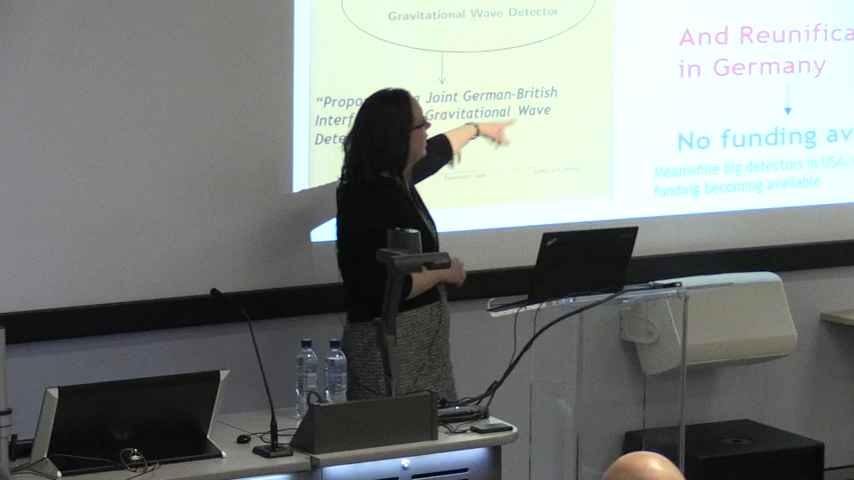 Gravitational Wave Detector
"Propo Joint German-British
Interf Gravitational Wave
Dete
And Reunifica
in Germany
No funding av
Meanwhile big detectors in USA,
funding becoming available